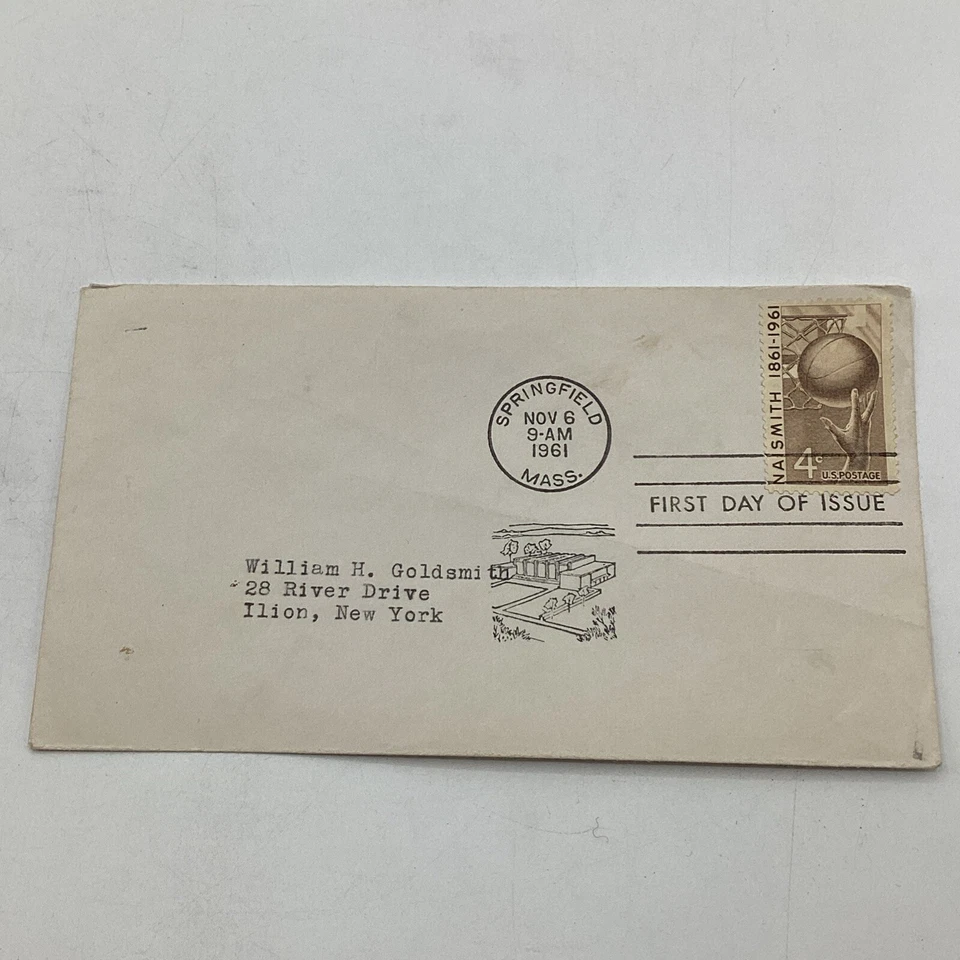 NAISMITH 1861-1961
4c
U.S. POSTAGE
SPRINGFIELD
NOV 6
9-AM
1961
MASS.
FIRST DAY OF ISSUE
William H. Goldsmith
28 River Drive
Ilion, New York